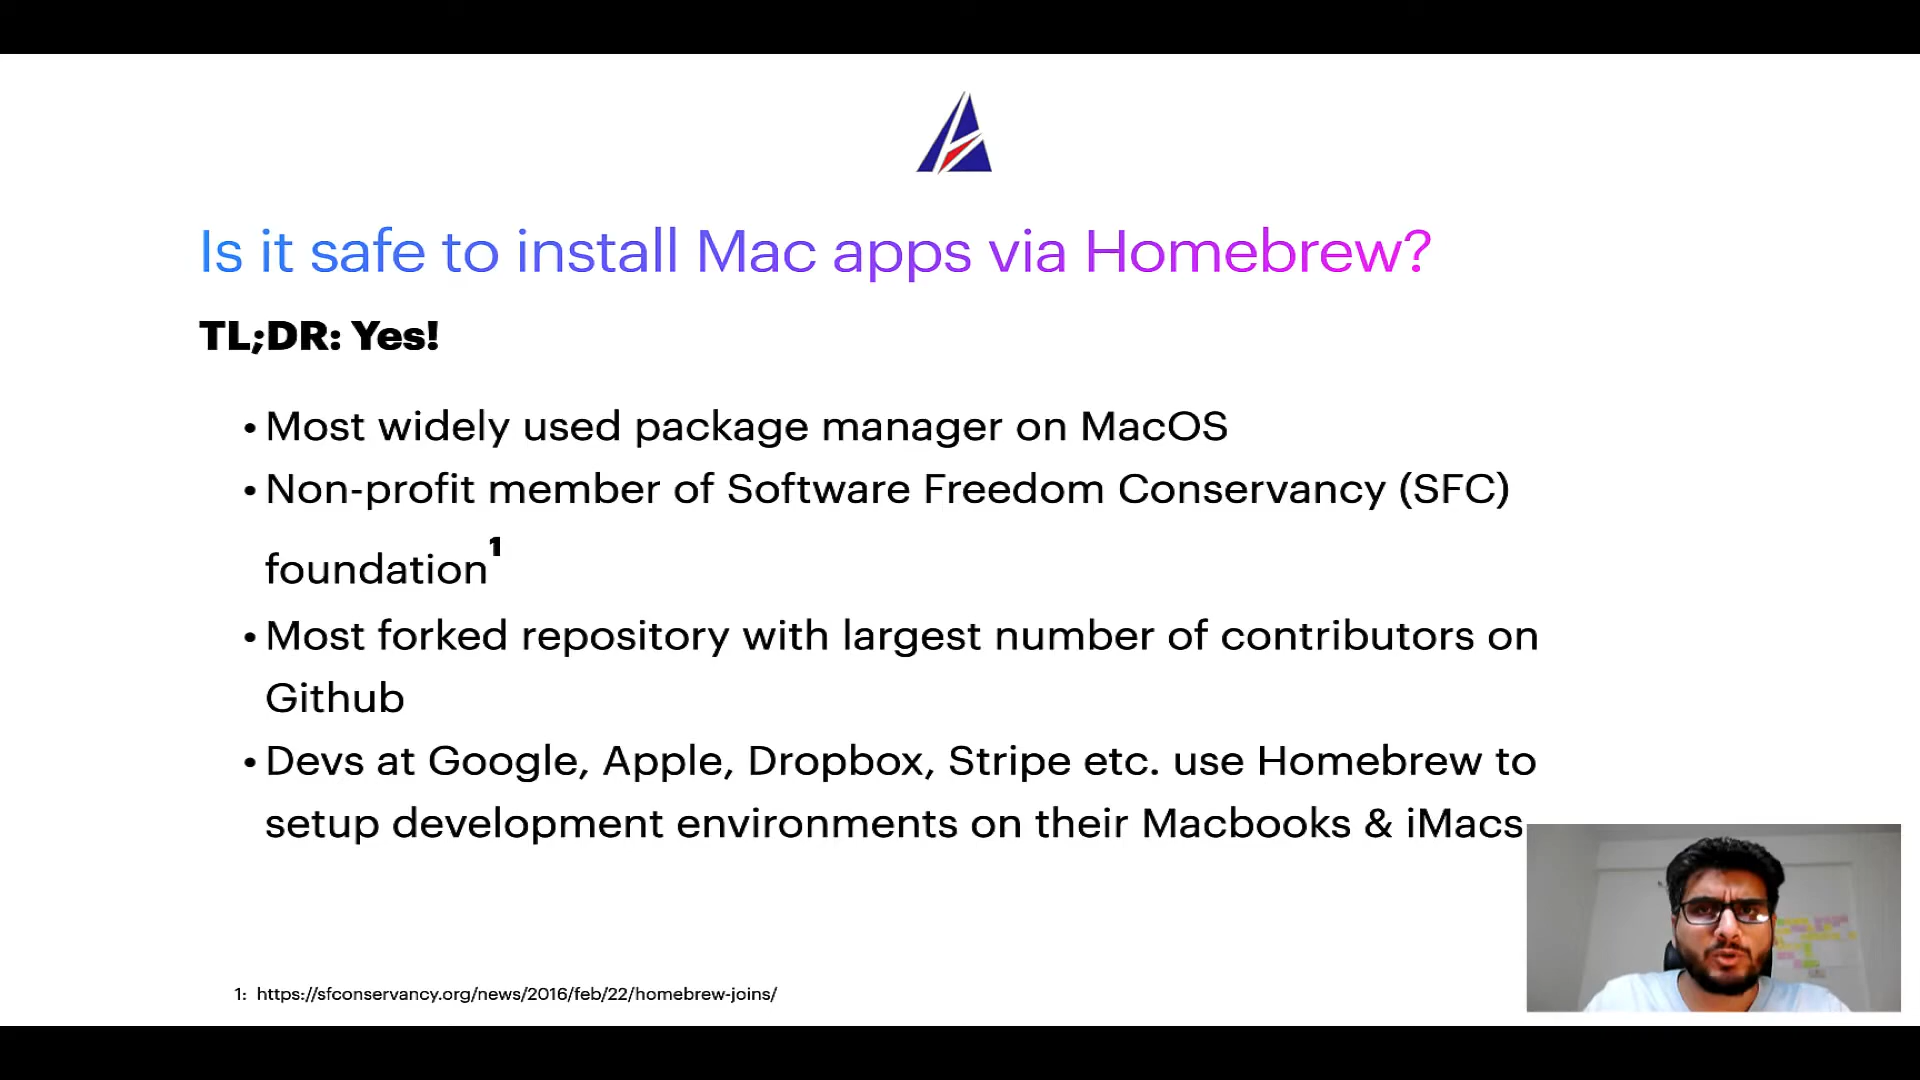 Is it safe to install Mac apps via Homebrew?
TL;DR: Yes!
• Most widely used package manager on MacOS
• Non-profit member of Software Freedom Conservancy (SFC)
foundation¹
• Most forked repository with largest number of contributors on
Github
• Devs at Google, Apple, Dropbox, Stripe etc. use Homebrew to
setup development environments on their Macbooks & iMacs
1: https://sfconservancy.org/news/2016/feb/22/homebrew-joins/